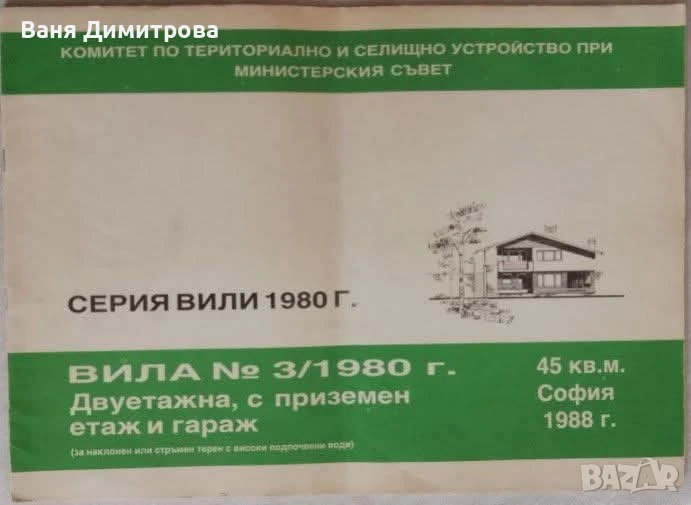 Ваня Димитрова
КОМИТЕТ ПО ТЕРИТОРИАЛНО И СЕЛИЩНО УСТРОЙСТВО ПРИ
МИНИСТЕРСКИЯ СЪВЕТ
СЕРИЯ ВИЛИ 1980 Г.
ВИЛА № 3/1980 г.
Двуетажна, с приземен
етаж и гараж
(за наклонен или стръмен терен с високи подпочвени води)
45 кв.м.
София
1988 г.
BAZAR